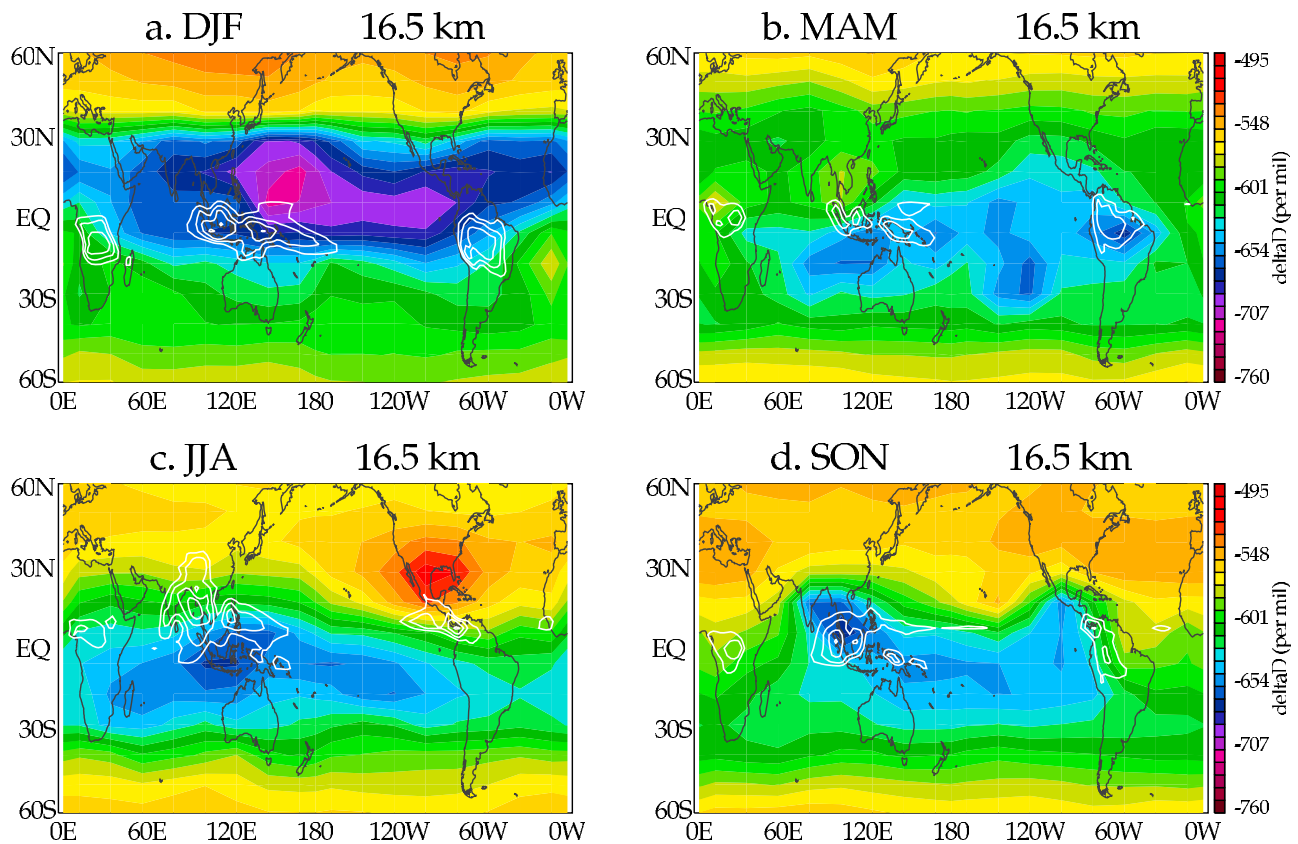 a. DJF 16.5 km
60N
30N
EQ
30S
60S
0E 60E 120E 180 120W 60W 0W
b. MAM 16.5 km
60N
30N
EQ
30S
60S
0E 60E 120E 180 120W 60W 0W
-495
-548
-601
-654
-707
-760
deltaD (per mil)
c. JJA 16.5 km
60N
30N
EQ
30S
60S
0E 60E 120E 180 120W 60W 0W
d. SON 16.5 km
60N
30N
EQ
30S
60S
0E 60E 120E 180 120W 60W 0W
-495
-548
-601
-654
-707
-760
deltaD (per mil)